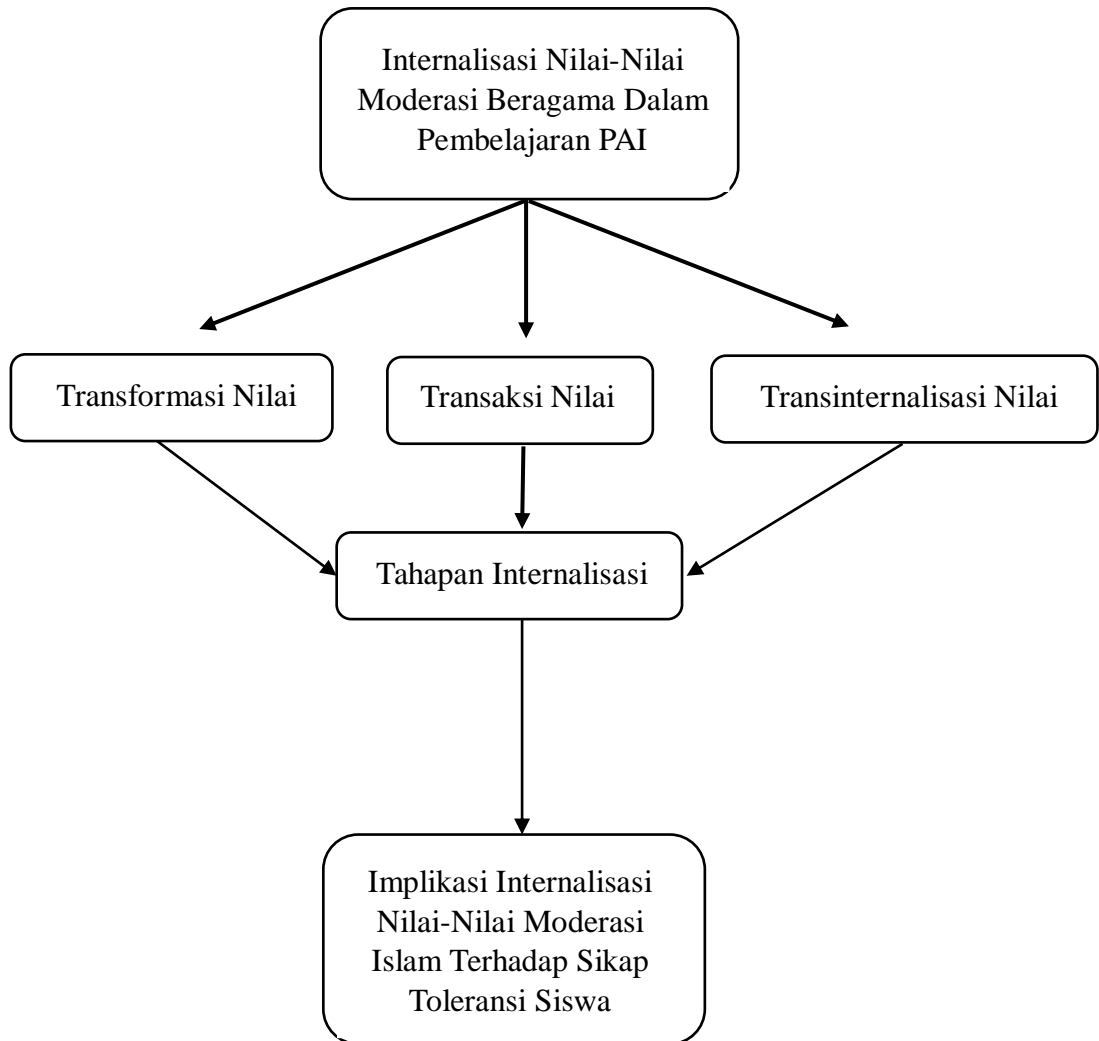 Internalisasi Nilai-Nilai
Moderasi Beragama Dalam
Pembelajaran PAI
Transformasi Nilai
Transaksi Nilai
Transinternalisasi Nilai
Tahapan Internalisasi
Implikasi Internalisasi
Nilai-Nilai Moderasi
Islam Terhadap Sikap
Toleransi Siswa